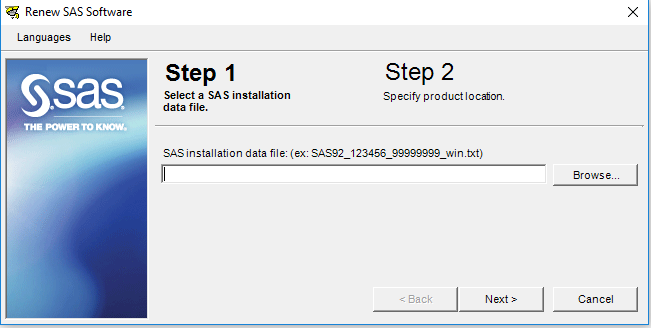 Renew SAS Software
Languages Help
sas
THE POWER TO KNOW.
Step 1
Select a SAS installation
data file.
Step 2
Specify product location.
SAS installation data file: (ex: SAS92_123456_99999999_win.txt)
Browse...
< Back Next > Cancel